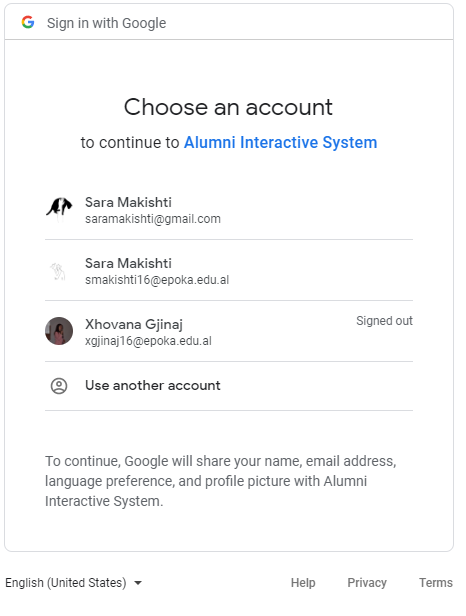 Sign in with Google
Choose an account
to continue to Alumni Interactive System
Sara Makishti
saramakishti@gmail.com
Sara Makishti
smakishti16@epoka.edu.al
Xhovana Gjinaj
Signed out
xgjinaj16@epoka.edu.al
Use another account
To continue, Google will share your name, email address,
language preference, and profile picture with Alumni
Interactive System.
English (United States)
Help
Privacy
Terms